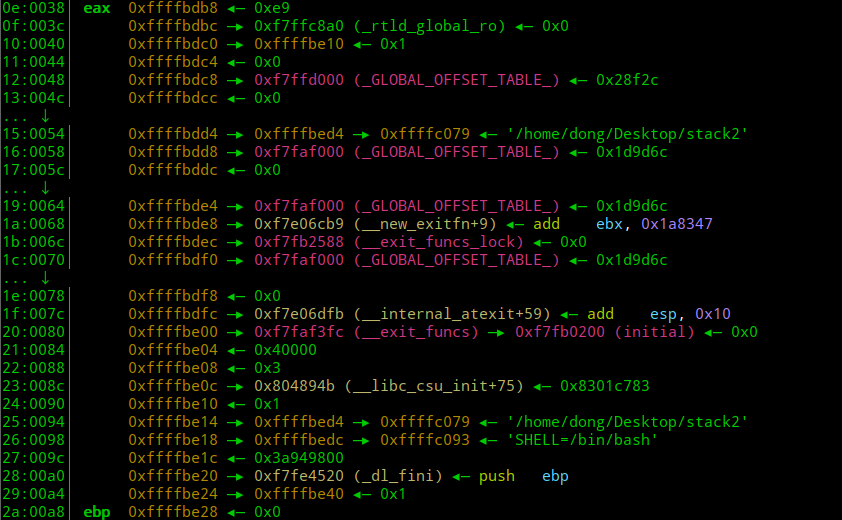 0e:0038│ eax 0xffffbdb8 ◂— 0xe9
0f:003c│ 0xffffbdbc —▸ 0xf7ffc8a0 (_rtld_global_ro) ◂— 0x0
10:0040│ 0xffffbdc0 —▸ 0xffffbe10 ◂— 0x1
11:0044│ 0xffffbdc4 ◂— 0x0
12:0048│ 0xffffbdc8 —▸ 0xf7ffd000 (_GLOBAL_OFFSET_TABLE_) ◂— 0x28f2c
13:004c│ 0xffffbdcc ◂— 0x0
... ↓
15:0054│ 0xffffbdd4 —▸ 0xffffbed4 —▸ 0xffffc079 ◂— '/home/dong/Desktop/stack2'
16:0058│ 0xffffbdd8 —▸ 0xf7faf000 (_GLOBAL_OFFSET_TABLE_) ◂— 0x1d9d6c
17:005c│ 0xffffbddc ◂— 0x0
... ↓
19:0064│ 0xffffbde4 —▸ 0xf7faf000 (_GLOBAL_OFFSET_TABLE_) ◂— 0x1d9d6c
1a:0068│ 0xffffbde8 —▸ 0xf7e06cb9 (__new_exitfn+9) ◂— add ebx, 0x1a8347
1b:006c│ 0xffffbdec —▸ 0xf7fb2588 (__exit_funcs_lock) ◂— 0x0
1c:0070│ 0xffffbdf0 —▸ 0xf7faf000 (_GLOBAL_OFFSET_TABLE_) ◂— 0x1d9d6c
... ↓
1e:0078│ 0xffffbdf8 ◂— 0x0
1f:007c│ 0xffffbdfc —▸ 0xf7e06dfb (__internal_atexit+59) ◂— add esp, 0x10
20:0080│ 0xffffbe00 —▸ 0xf7faf3fc (__exit_funcs) —▸ 0xf7fb0200 (initial) ◂— 0x0
21:0084│ 0xffffbe04 ◂— 0x40000
22:0088│ 0xffffbe08 ◂— 0x3
23:008c│ 0xffffbe0c —▸ 0x804894b (__libc_csu_init+75) ◂— 0x8301c783
24:0090│ 0xffffbe10 ◂— 0x1
25:0094│ 0xffffbe14 —▸ 0xffffbed4 —▸ 0xffffc079 ◂— '/home/dong/Desktop/stack2'
26:0098│ 0xffffbe18 —▸ 0xffffbedc —▸ 0xffffc093 ◂— 'SHELL=/bin/bash'
27:009c│ 0xffffbe1c ◂— 0x3a949800
28:00a0│ 0xffffbe20 —▸ 0xf7fe4520 (_dl_fini) ◂— push ebp
29:00a4│ 0xffffbe24 —▸ 0xffffbe40 ◂— 0x1
2a:00a8│ ebp 0xffffbe28 ◂— 0x0